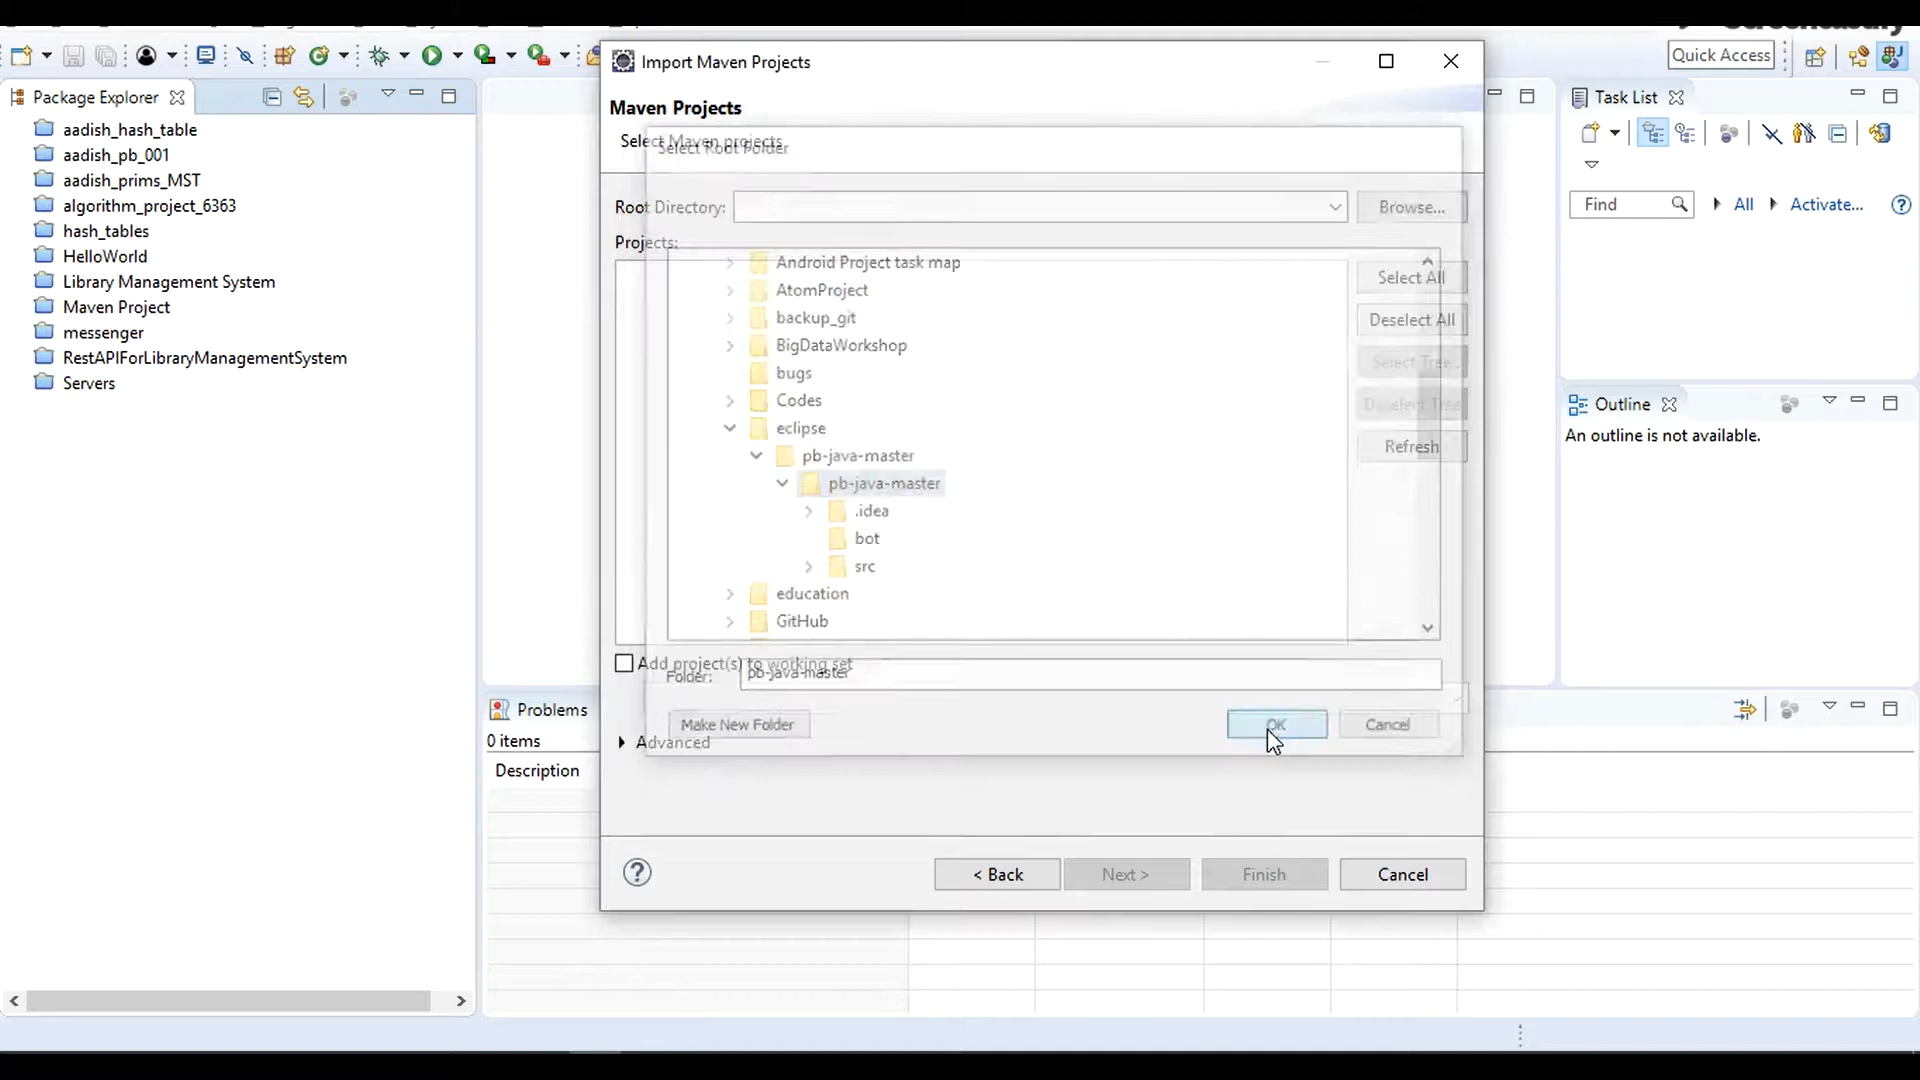 Import Maven Projects
Quick Access
Package Explorer
aadish_hash_table
aadish_pb_001
aadish_prims_MST
algorithm_project_6363
hash_tables
HelloWorld
Library Management System
Maven Project
messenger
RestAPIForLibraryManagementSystem
Servers
Maven Projects
Select Maven projects
Select Root Folder
Root Directory:
Browse...
Projects:
Android Project task map
AtomProject
backup_git
BigDataWorkshop
bugs
Codes
eclipse
pb-java-master
pb-java-master
.idea
bot
src
education
GitHub
Select All
Deselect All
Select Tree
Deselect Tree
Refresh
Add project(s) to working set
Folder:
pb-java-master
Make New Folder
OK
Cancel
Advanced
< Back
Next >
Finish
Cancel
Task List
Find
All
Activate...
Outline
An outline is not available.
Problems
0 items
Description